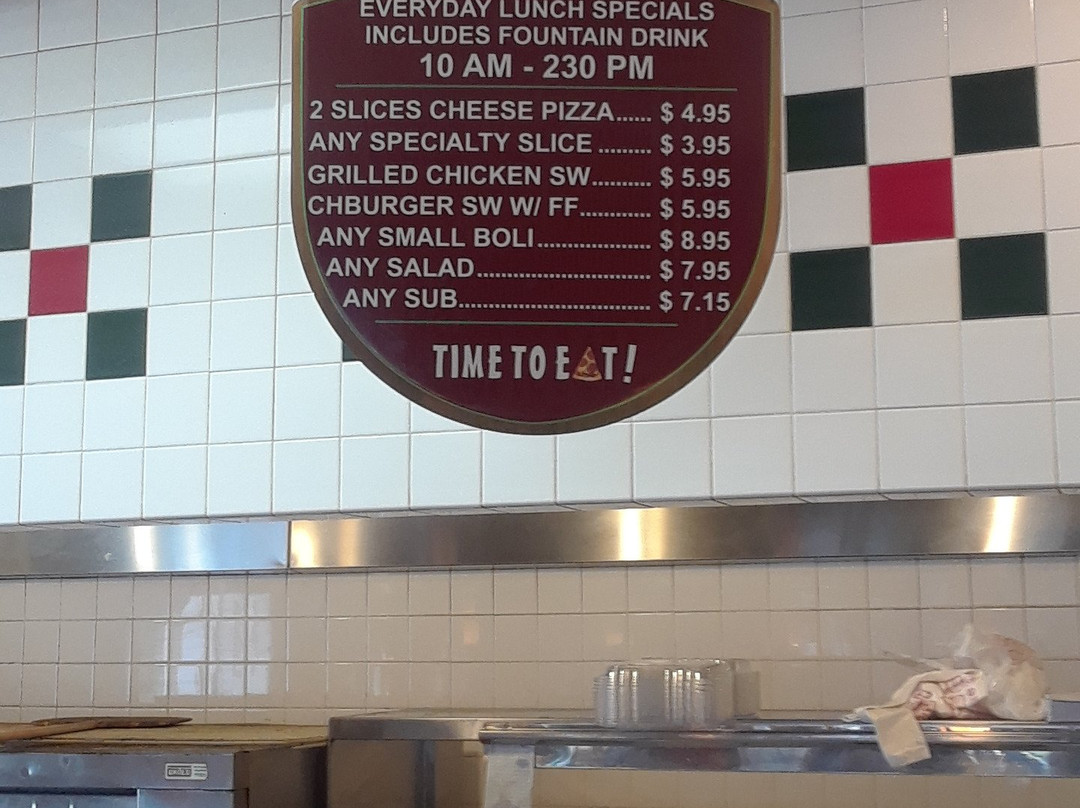 EVERYDAY LUNCH SPECIALS
INCLUDES FOUNTAIN DRINK
10 AM - 230 PM
2 SLICES CHEESE PIZZA...... $ 4.95
ANY SPECIALTY SLICE ......... $ 3.95
GRILLED CHICKEN SW.......... $ 5.95
CHBURGER SW W/ FF............ $ 5.95
ANY SMALL BOLI................... $ 8.95
ANY SALAD............................. $ 7.95
ANY SUB................................ $ 7.15
TIME TO EAT!